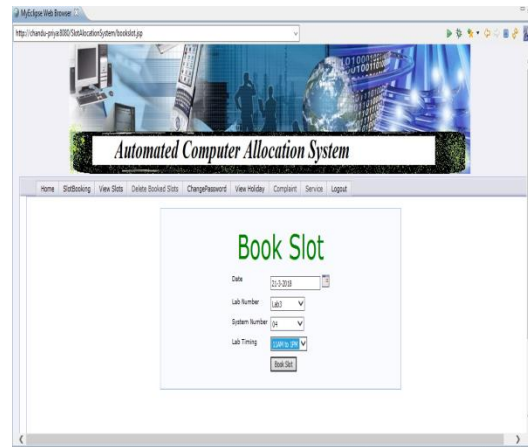 MyEclipse Web Browser
http://chandu-priya:8080/SlotAlocationSystem/bookslot.jsp
Automated Computer Allocation System
Home SlotBooking View Slots Delete Booked Slots ChangePassword View Holiday Complaint Service Logout
Book Slot
Date 21-3-2018
Lab Number Lab3
System Number 04
Lab Timing 11AM to 1PM
Book Slot